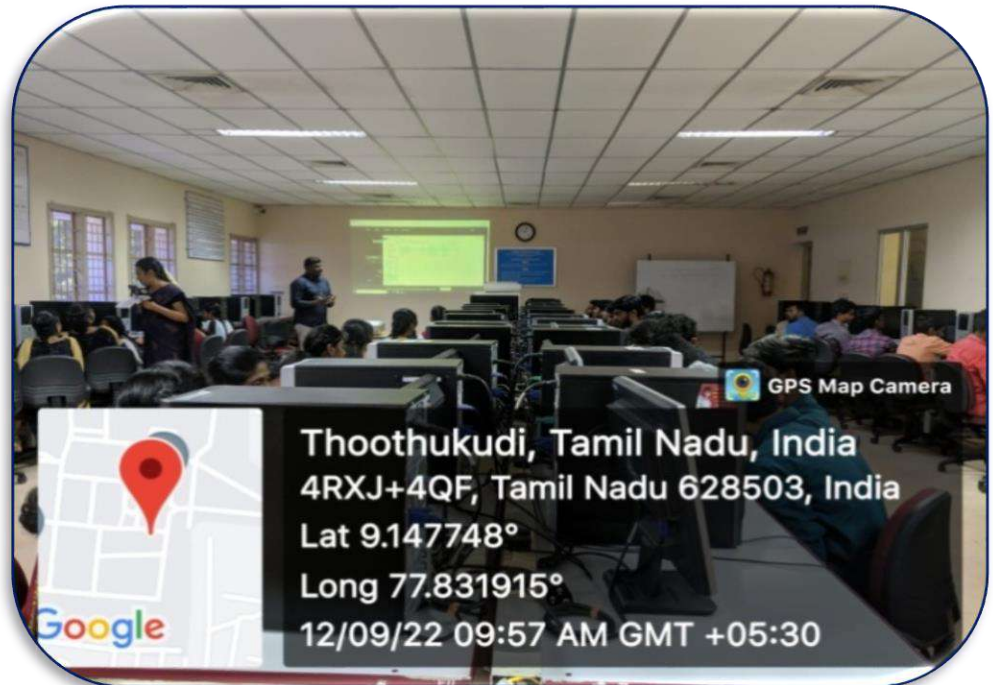 GPS Map Camera
Thoothukudi, Tamil Nadu, India
4RXJ+4QF, Tamil Nadu 628503, India
Lat 9.147748°
Long 77.831915°
12/09/22 09:57 AM GMT +05:30
Google